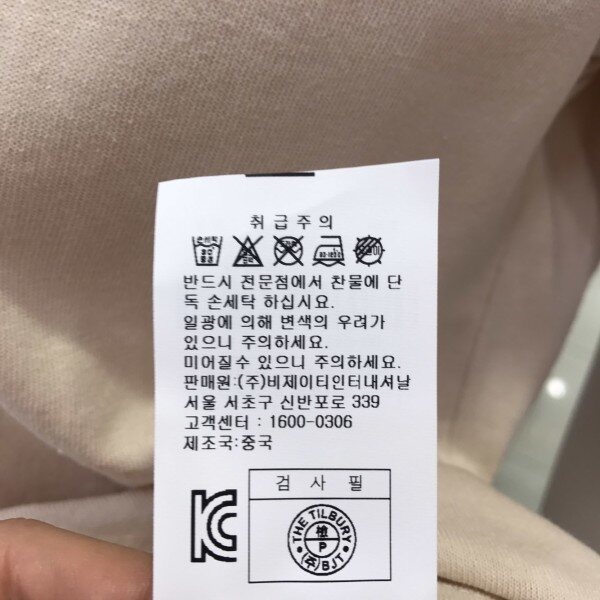 취급주의
반드시 전문점에서 찬물에 단
독 손세탁 하십시요.
일광에 의해 변색의 우려가
있으니 주의하세요.
미어질수 있으니 주의하세요.
판매원:(주)비제이티인터내셔날
서울 서초구 신반포로 339
고객센터 : 1600-0306
제조국:중국
검사필
THE TILBURY
檢
P
(주)BJT